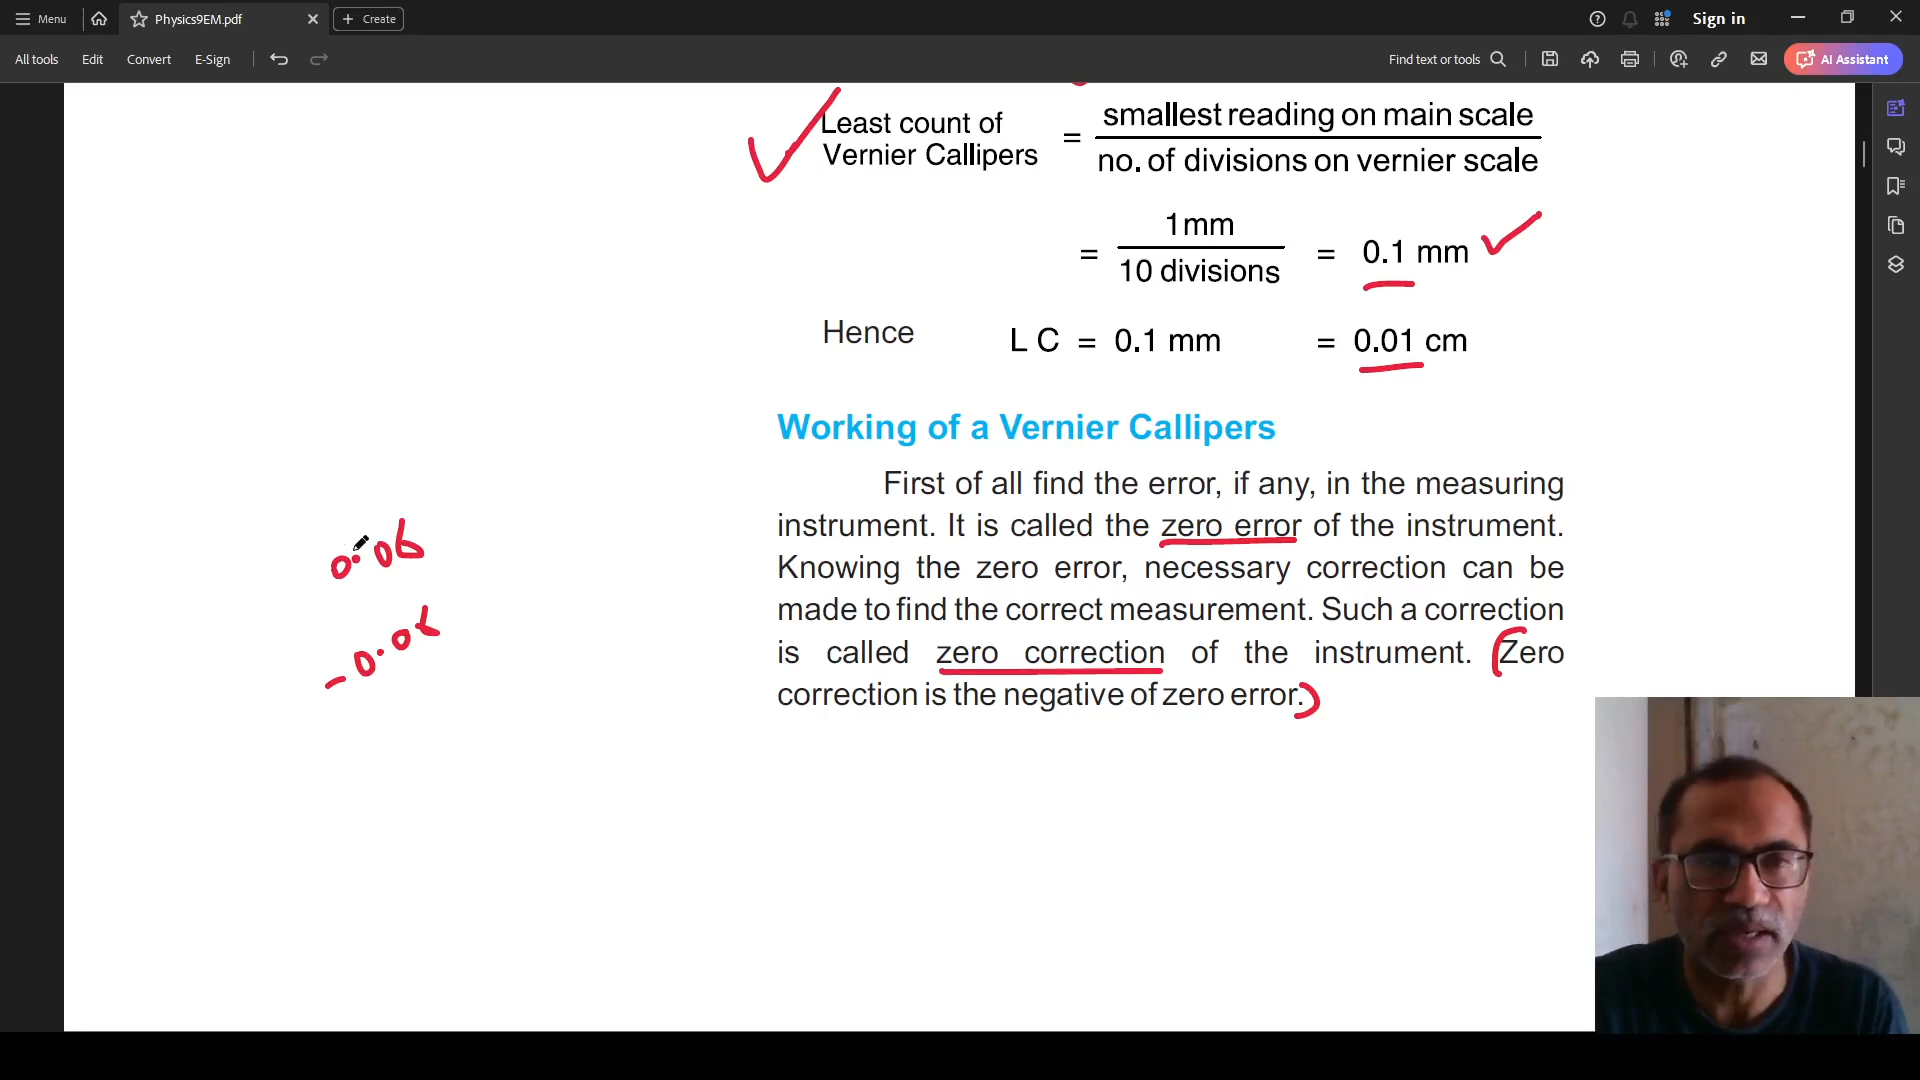 Menu
Physics9EM.pdf
Create
Sign in
All tools
Edit
Convert
E-Sign
Find text or tools
AI Assistant
Least count of
Vernier Callipers
=
smallest reading on main scale
no. of divisions on vernier scale
= 1mm
10 divisions
= 0.1 mm
Hence
L C = 0.1 mm = 0.01 cm
Working of a Vernier Callipers
First of all find the error, if any, in the measuring
instrument. It is called the zero error of the instrument.
Knowing the zero error, necessary correction can be
made to find the correct measurement. Such a correction
is called zero correction of the instrument. (Zero
correction is the negative of zero error.)
0.06